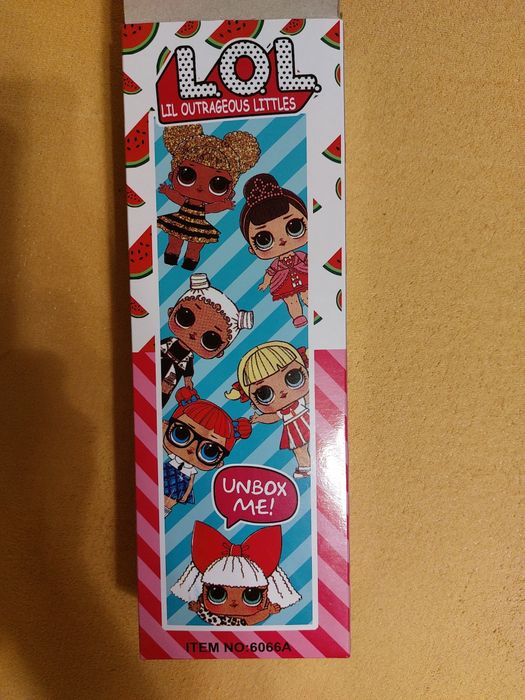 L.O.L.
LIL OUTRAGEOUS LITTLES
UNBOX
ME!
ITEM NO:6066A